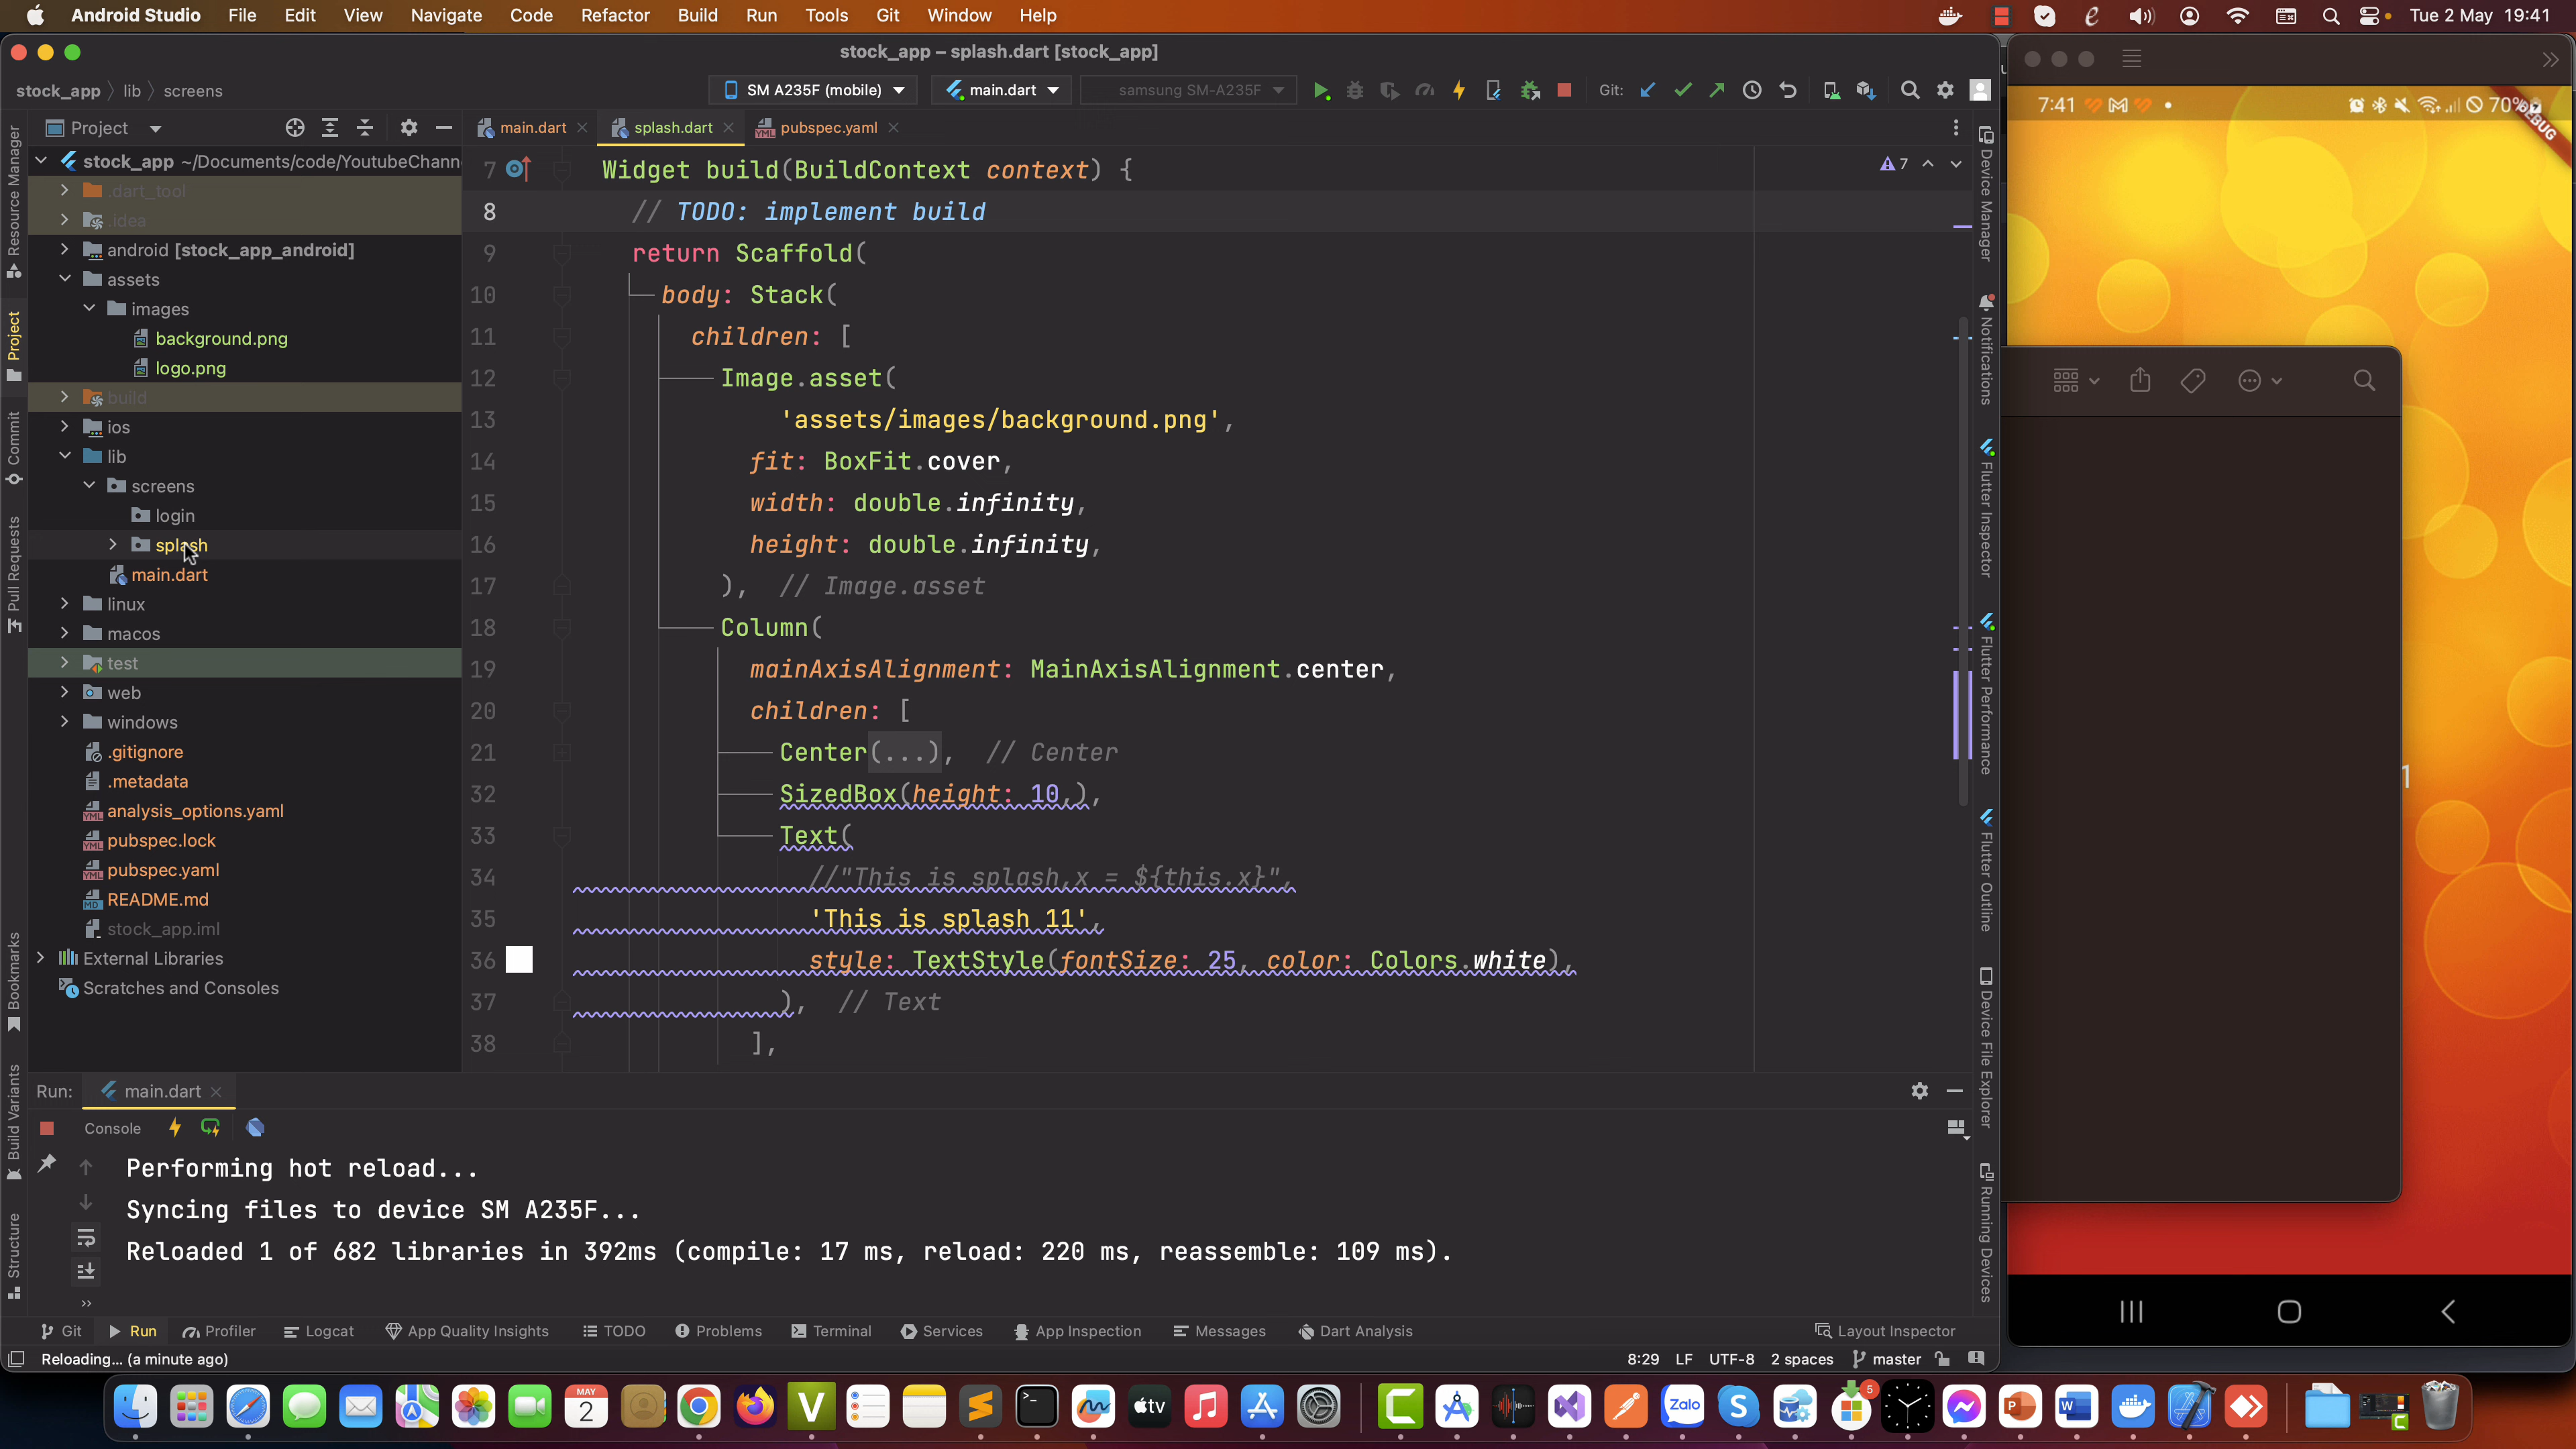 Android Studio File Edit View Navigate Code Refactor Build Run Tools Git Window Help Tue 2 May 19:41
stock_app – splash.dart [stock_app]
stock_app lib screens SM A235F (mobile) main.dart samsung SM-A235F Git:
Project main.dart splash.dart pubspec.yaml
stock_app ~/Documents/code/YoutubeChann
.dart_tool
.idea
android [stock_app_android]
assets
images
background.png
logo.png
build
ios
lib
screens
login
splash
main.dart
linux
macos
test
web
windows
.gitignore
.metadata
analysis_options.yaml
pubspec.lock
pubspec.yaml
README.md
stock_app.iml
External Libraries
Scratches and Consoles
Resource Manager
Project
Commit
Pull Requests
Bookmarks
Build Variants
Structure
7 Widget build(BuildContext context) {
8 // TODO: implement build
9 return Scaffold(
10 body: Stack(
11 children: [
12 Image.asset(
13 'assets/images/background.png',
14 fit: BoxFit.cover,
15 width: double.infinity,
16 height: double.infinity,
17 ), // Image.asset
18 Column(
19 mainAxisAlignment: MainAxisAlignment.center,
20 children: [
21 Center(...), // Center
32 SizedBox(height: 10,),
33 Text(
34 //"This is splash,x = ${this.x}",
35 'This is splash 11',
36 style: TextStyle(fontSize: 25, color: Colors.white),
37 ), // Text
38 ],
7
Device Manager
Notifications
Flutter Inspector
Flutter Performance
Flutter Outline
Device File Explorer
Running Devices
7:41 70%
DEBUG
1
Run: main.dart
Console
Performing hot reload...
Syncing files to device SM A235F...
Reloaded 1 of 682 libraries in 392ms (compile: 17 ms, reload: 220 ms, reassemble: 109 ms).
Git Run Profiler Logcat App Quality Insights TODO Problems Terminal Services App Inspection Messages Dart Analysis Layout Inspector
Reloading... (a minute ago) 8:29 LF UTF-8 2 spaces master
MAY
2
tv
Zalo
5